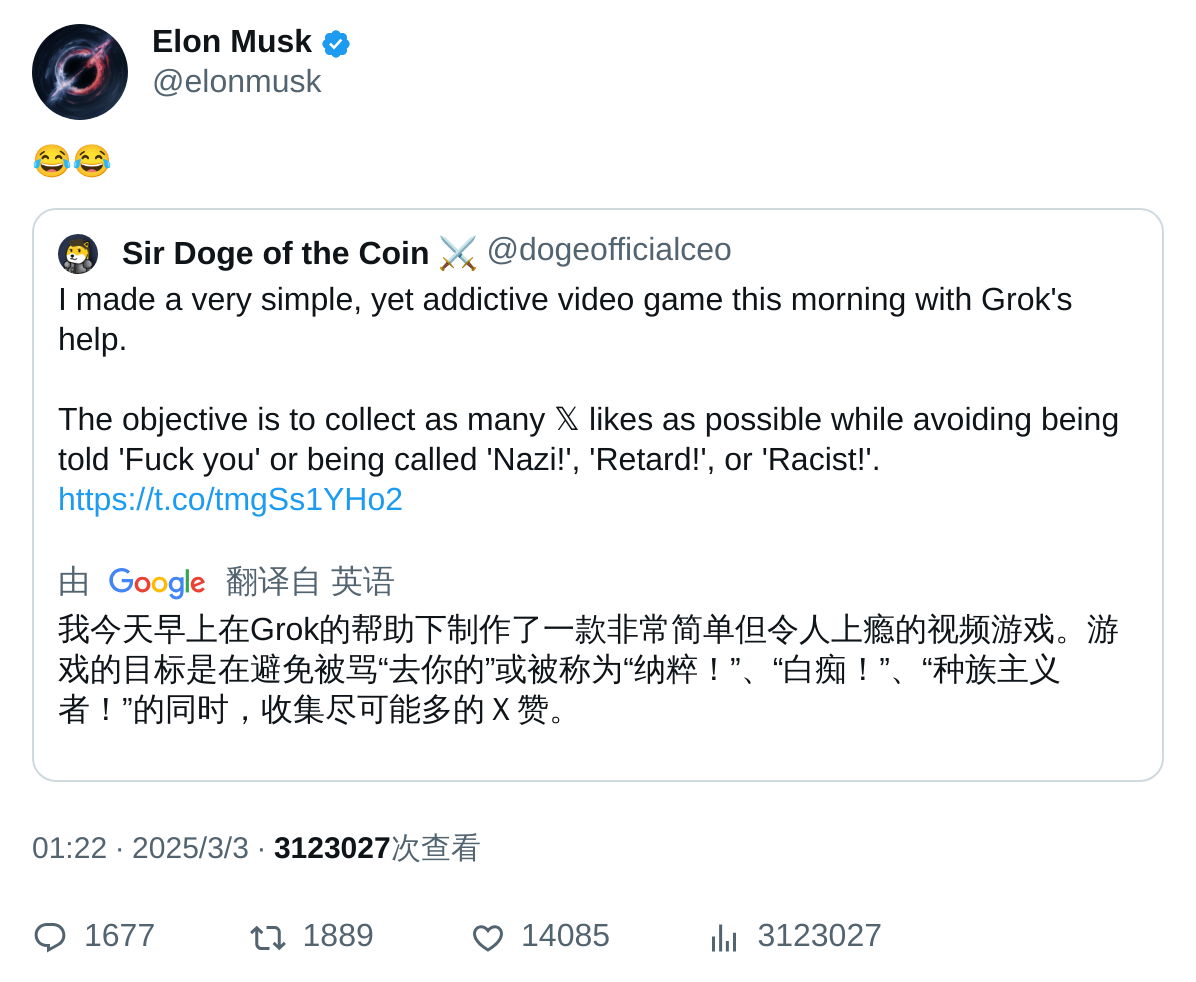 Elon Musk
@elonmusk
😂😂
Sir Doge of the Coin ⚔️ @dogeofficialceo
I made a very simple, yet addictive video game this morning with Grok's
help.
The objective is to collect as many 𝕏 likes as possible while avoiding being
told 'Fuck you' or being called 'Nazi!', 'Retard!', or 'Racist!'.
https://t.co/tmgSs1YHo2
由 Google 翻译自 英语
我今天早上在Grok的帮助下制作了一款非常简单但令人上瘾的视频游戏。游
戏的目标是在避免被骂“去你的”或被称为“纳粹！”、“白痴！”、“种族主义
者！”的同时，收集尽可能多的 X 赞。
01:22 · 2025/3/3 · 3123027次查看
1677 1889 14085 3123027